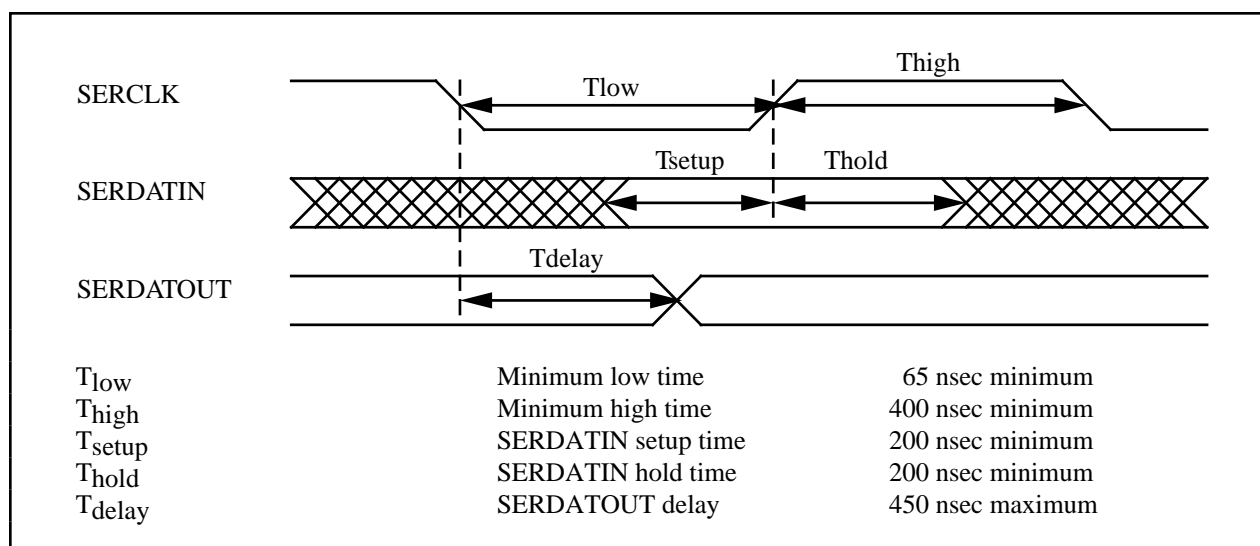 Thigh
SERCLK
Tlow
Tsetup Thold
SERDATIN
Tdelay
SERDATOUT
Tlow Minimum low time 65 nsec minimum
Thigh Minimum high time 400 nsec minimum
Tsetup SERDATIN setup time 200 nsec minimum
Thold SERDATIN hold time 200 nsec minimum
Tdelay SERDATOUT delay 450 nsec maximum